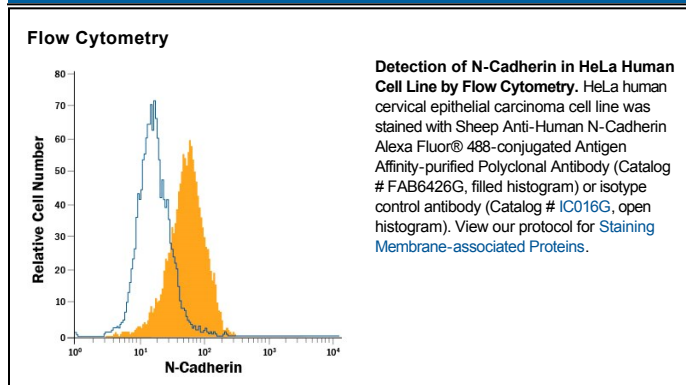 Flow Cytometry
80
70
60
50
40
30
20
10
0
Relative Cell Number
10⁰
10¹
10²
10³
10⁴
N-Cadherin
Detection of N-Cadherin in HeLa Human
Cell Line by Flow Cytometry. HeLa human
cervical epithelial carcinoma cell line was
stained with Sheep Anti-Human N-Cadherin
Alexa Fluor® 488-conjugated Antigen
Affinity-purified Polyclonal Antibody (Catalog
# FAB6426G, filled histogram) or isotype
control antibody (Catalog # IC016G, open
histogram). View our protocol for Staining
Membrane-associated Proteins.